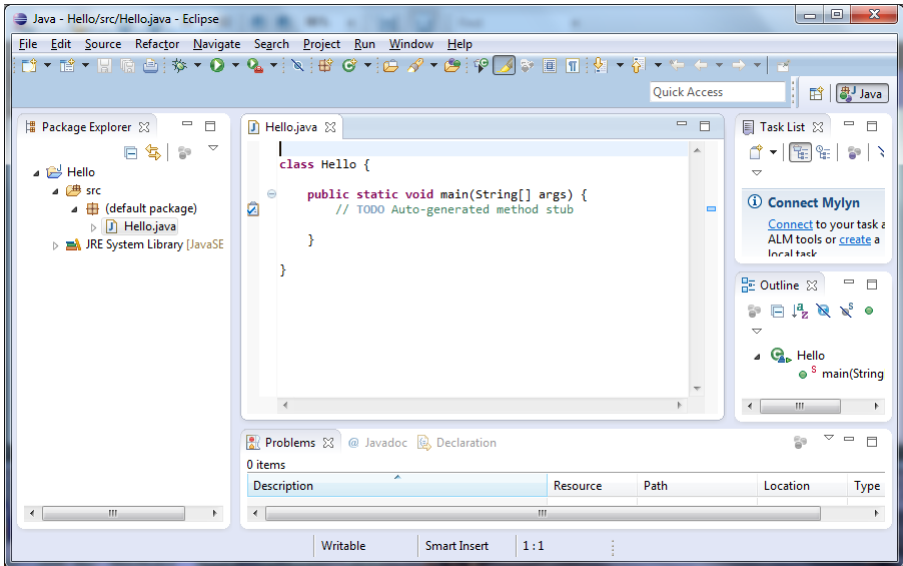 Java - Hello/src/Hello.java - Eclipse
File Edit Source Refactor Navigate Search Project Run Window Help
Quick Access
Java
Package Explorer
Hello
src
(default package)
Hello.java
JRE System Library [JavaSE
Hello.java
class Hello {
public static void main(String[] args) {
// TODO Auto-generated method stub
}
}
Task List
Connect Mylyn
Connect to your task a
ALM tools or create a
local task
Outline
Hello
main(String
Problems @ Javadoc Declaration
0 items
Description Resource Path Location Type
Writable Smart Insert 1 : 1